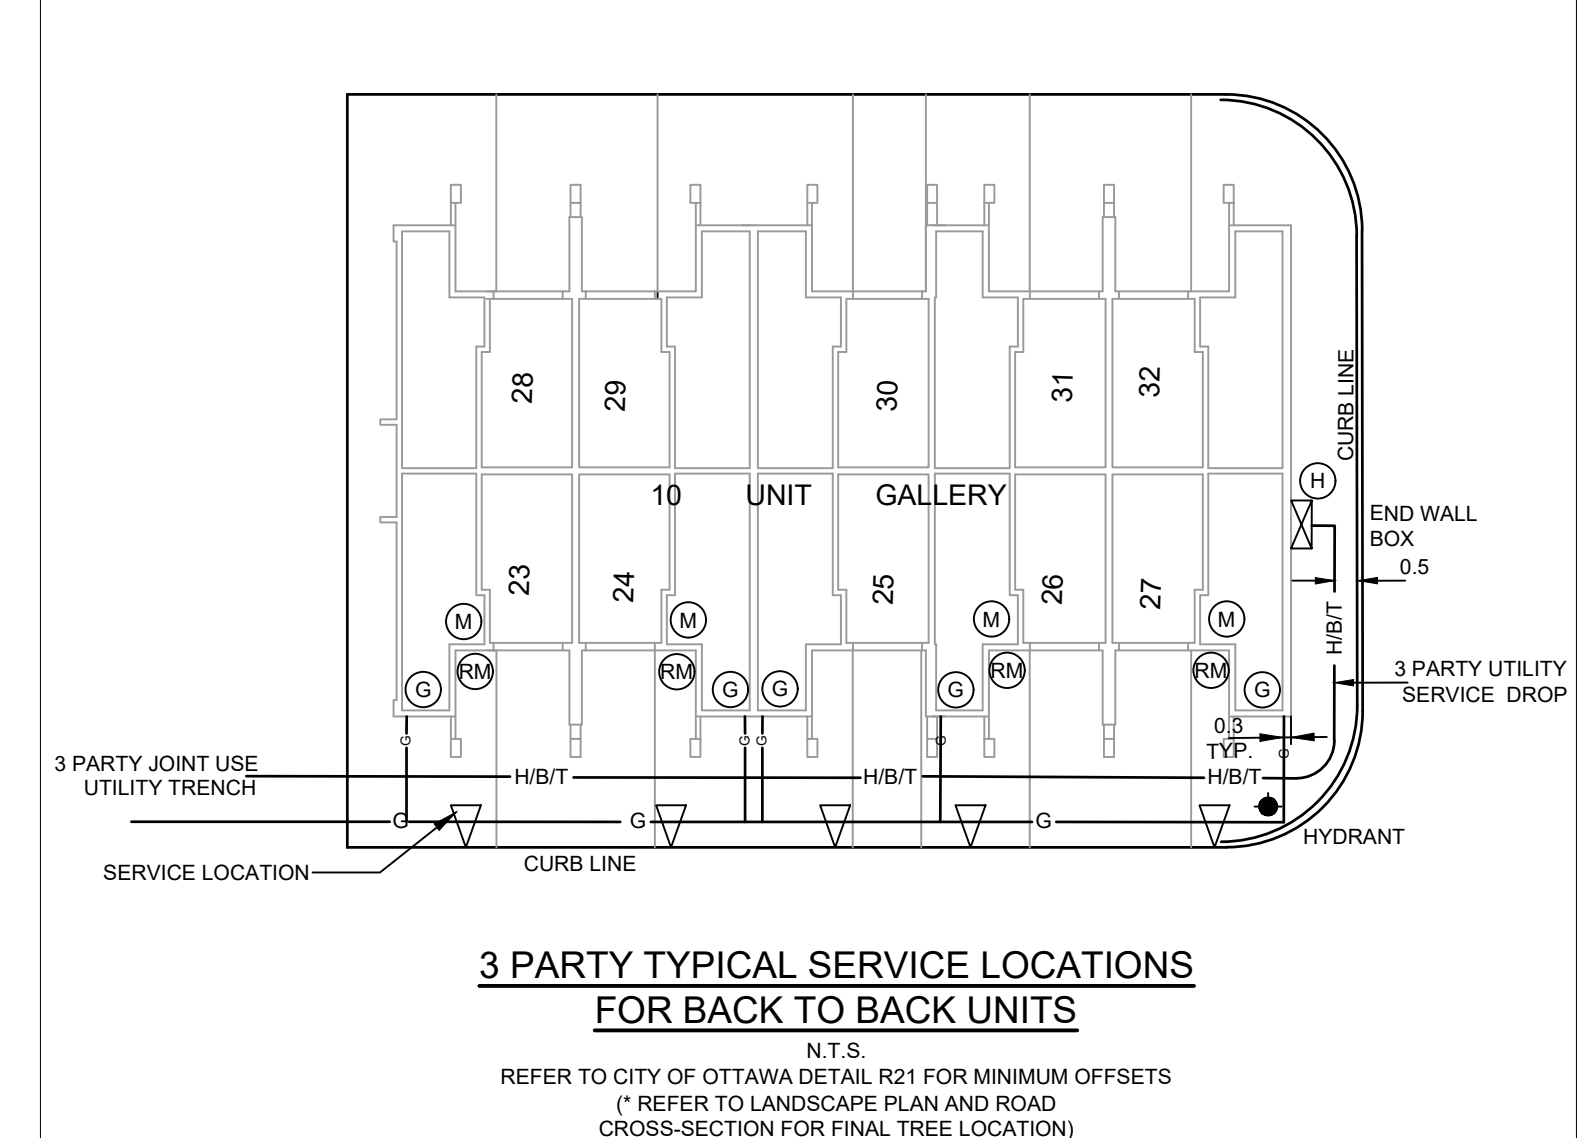 28
29
30
31
32
CURB LINE
H
10 UNIT GALLERY
END WALL
BOX
0.5
23
24
25
26
27
H/B/T
M
M
M
M
RM
RM
RM
RM
G
G
G
G
G
3 PARTY UTILITY
SERVICE DROP
0.3
TYP.
G
G
G
G
G
3 PARTY JOINT USE
UTILITY TRENCH
H/B/T
H/B/T
H/B/T
G
G
G
HYDRANT
CURB LINE
SERVICE LOCATION
3 PARTY TYPICAL SERVICE LOCATIONS
FOR BACK TO BACK UNITS
N.T.S.
REFER TO CITY OF OTTAWA DETAIL R21 FOR MINIMUM OFFSETS
(* REFER TO LANDSCAPE PLAN AND ROAD
CROSS-SECTION FOR FINAL TREE LOCATION)